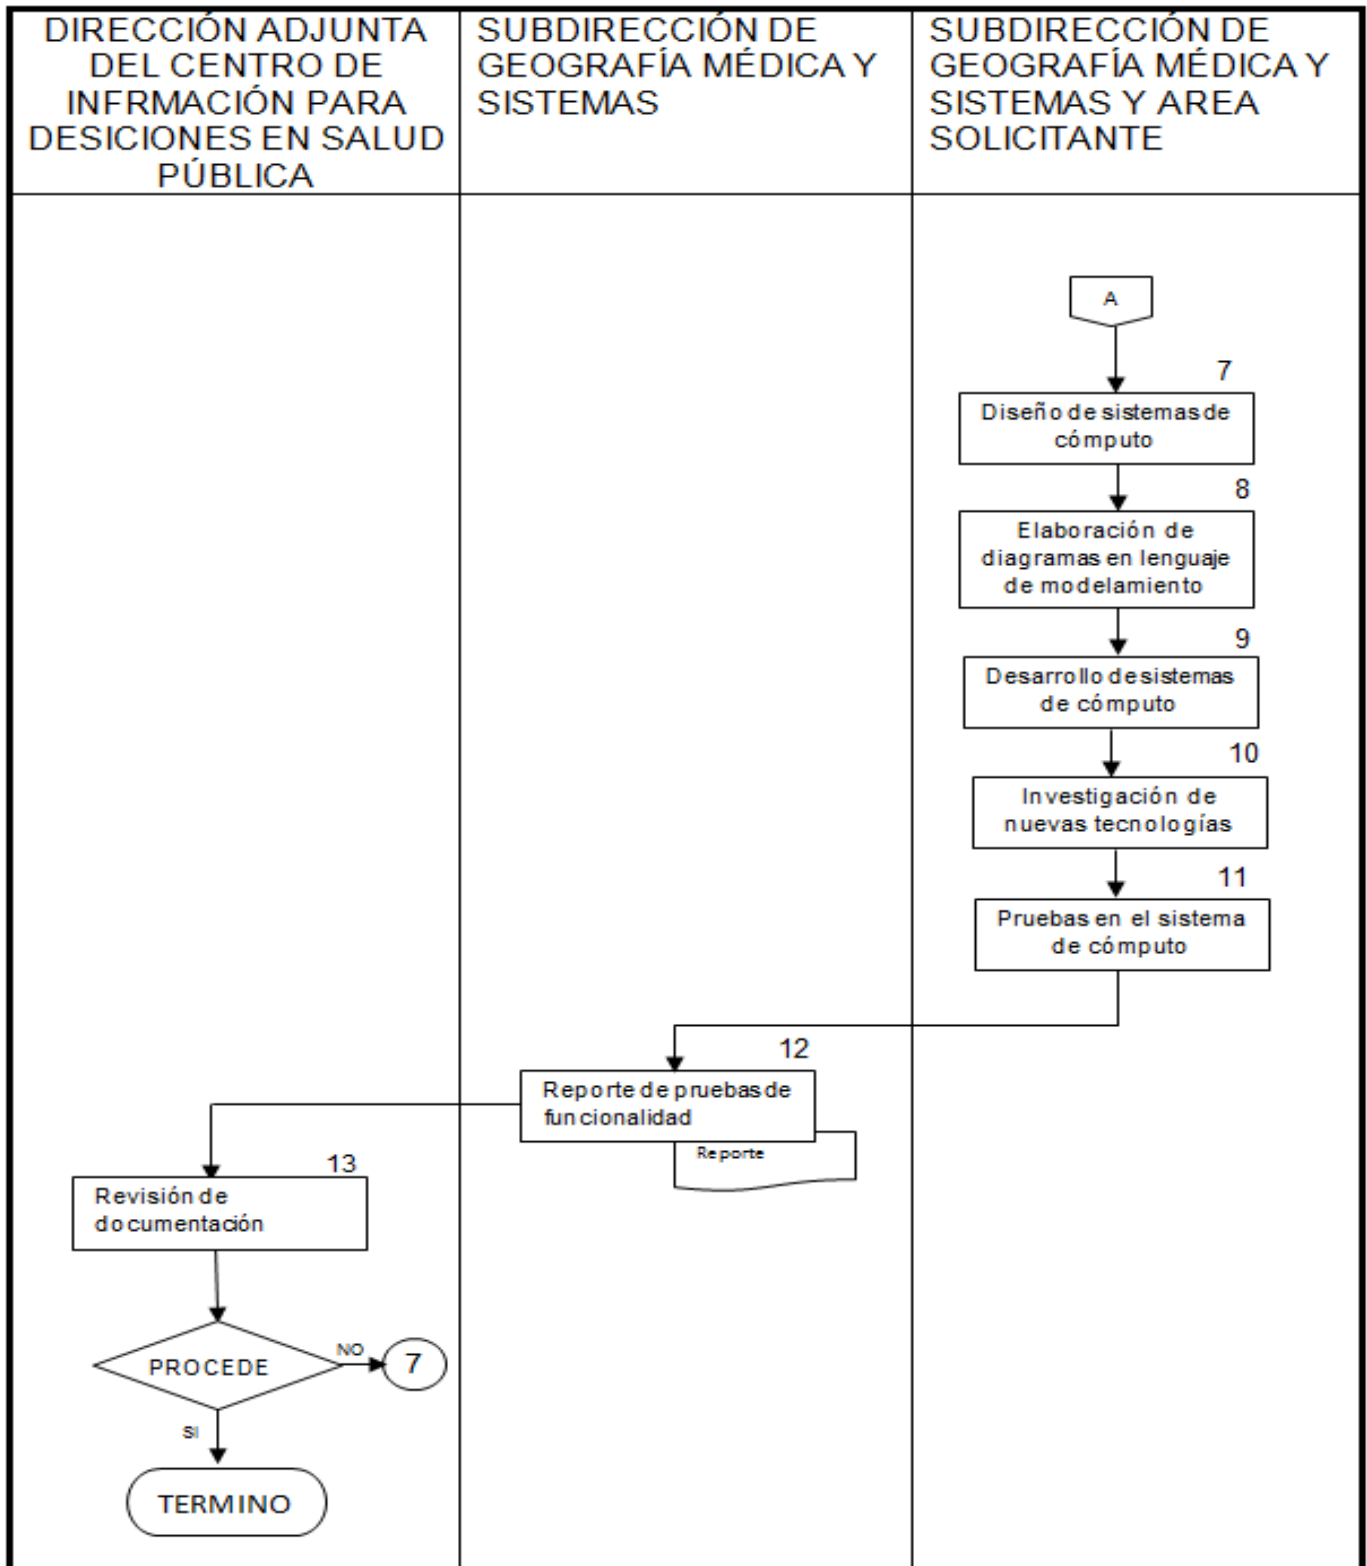 DIRECCIÓN ADJUNTA
DEL CENTRO DE
INFRMACIÓN PARA
DESICIONES EN SALUD
PÚBLICA
SUBDIRECCIÓN DE
GEOGRAFÍA MÉDICA Y
SISTEMAS
SUBDIRECCIÓN DE
GEOGRAFÍA MÉDICA Y
SISTEMAS Y AREA
SOLICITANTE
A
7
Diseño de sistemas de
cómputo
8
Elaboración de
diagramas en lenguaje
de modelamiento
9
Desarrollo de sistemas
de cómputo
10
Investigación de
nuevas tecnologías
11
Pruebas en el sistema
de cómputo
12
Reporte de pruebas de
funcionalidad
Reporte
13
Revisión de
documentación
PROCEDE
NO
7
SI
TERMINO